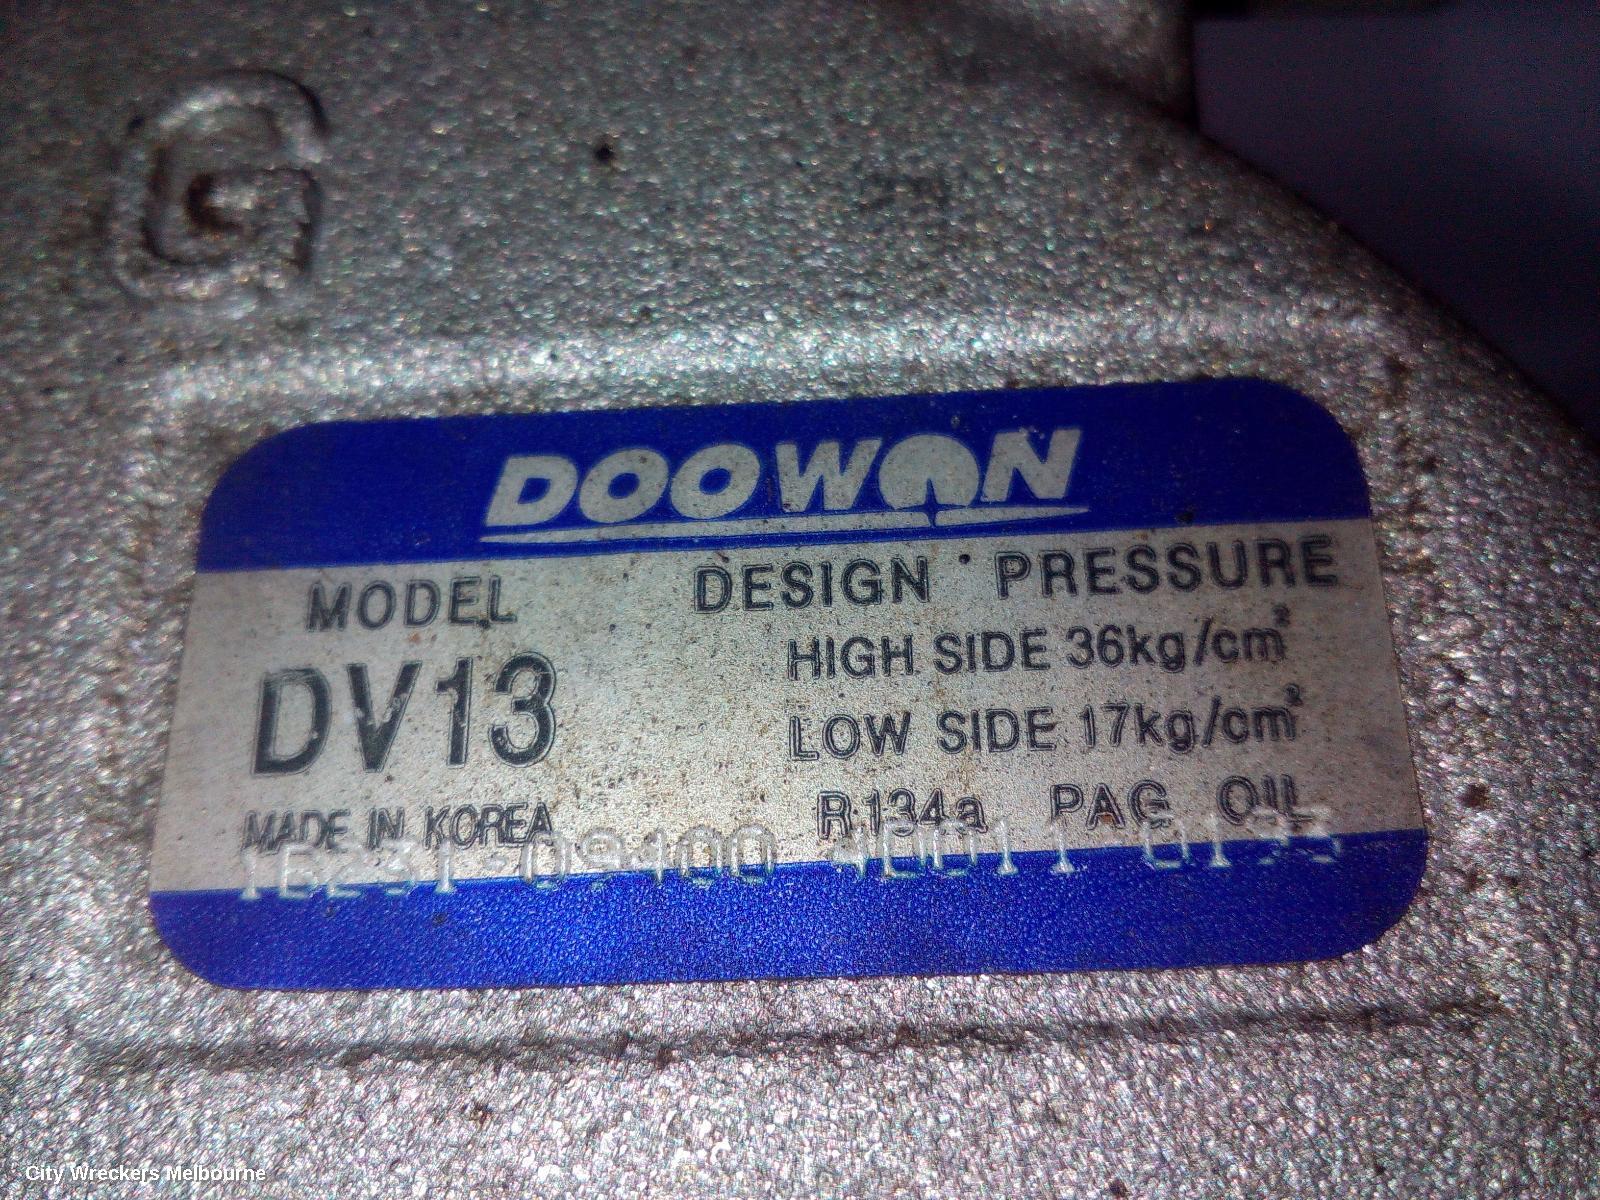 G
DOOWON
MODEL DESIGN PRESSURE
DV13 HIGH SIDE 36kg/cm²
LOW SIDE 17kg/cm²
MADE IN KOREA R134a PAG OIL
City Wreckers Melbourne